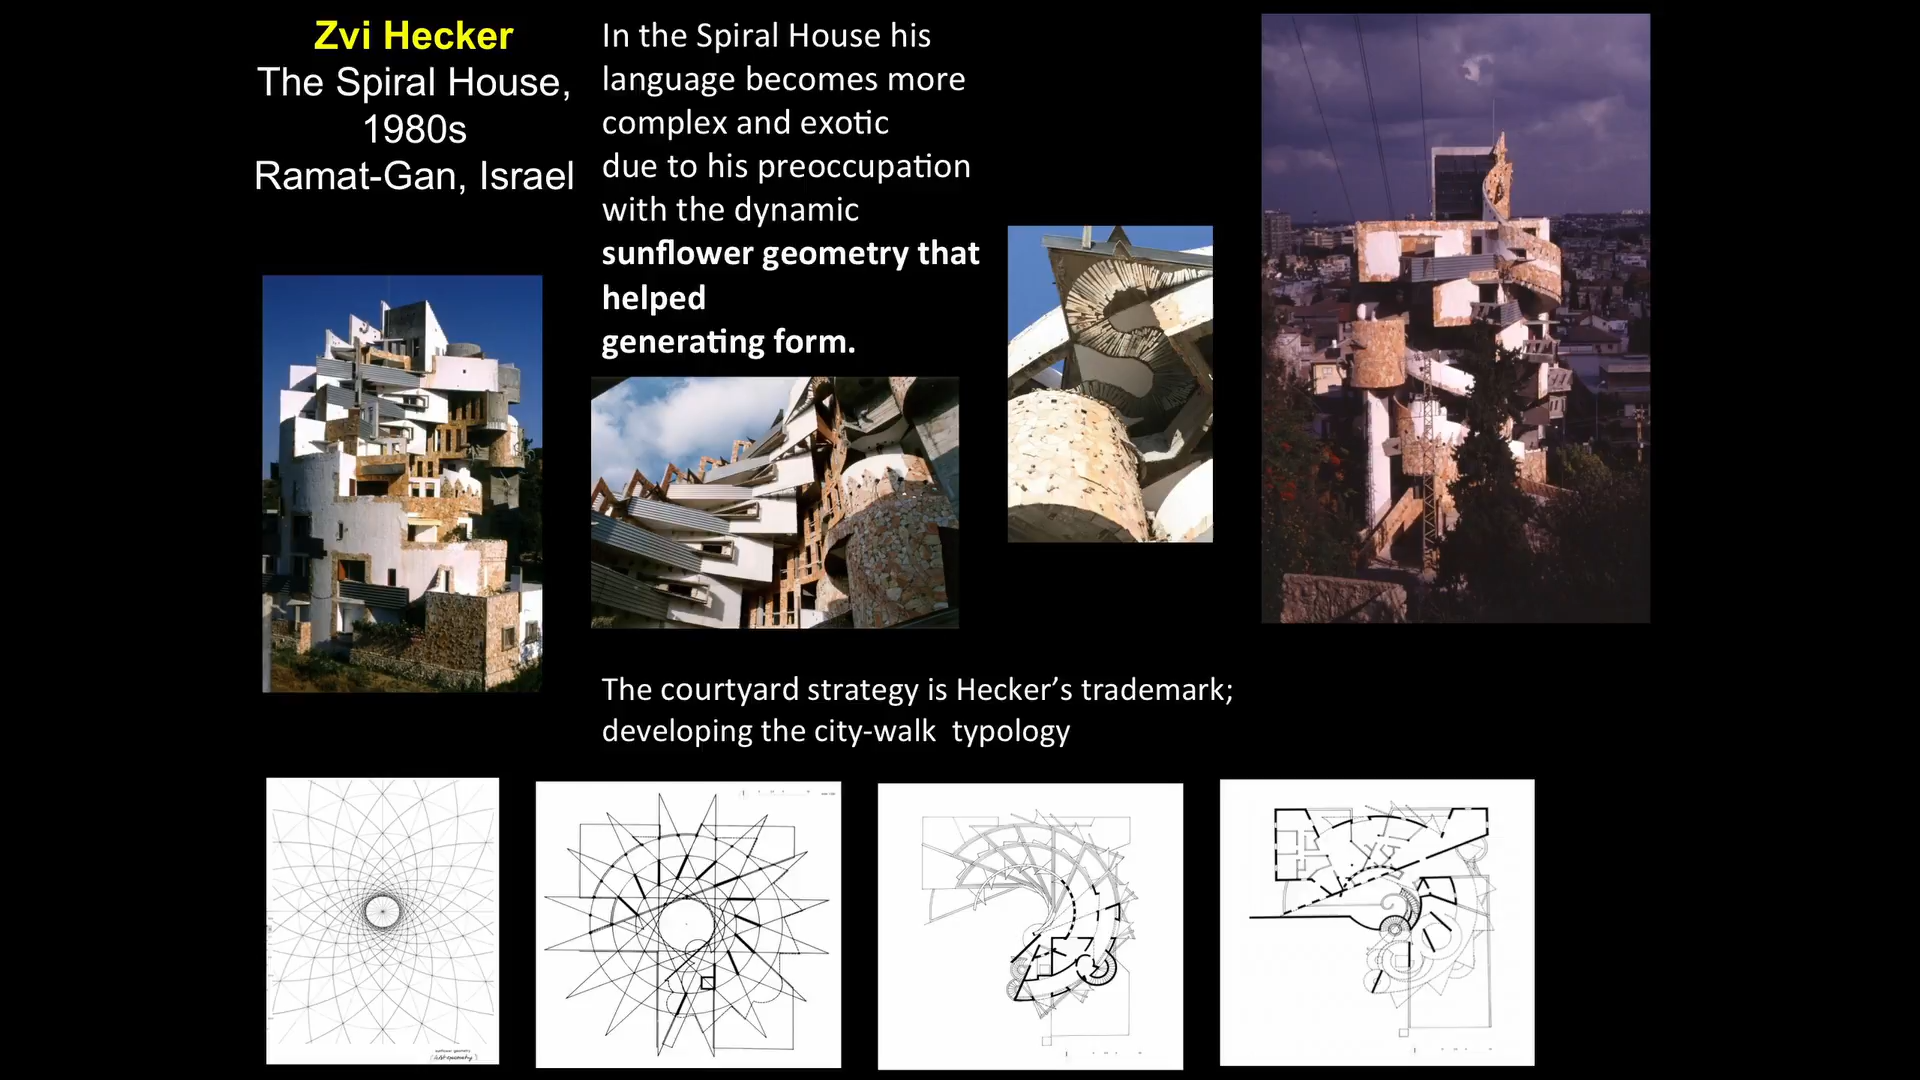 Zvi Hecker
The Spiral House,
1980s
Ramat-Gan, Israel
In the Spiral House his
language becomes more
complex and exotic
due to his preoccupation
with the dynamic
sunflower geometry that
helped
generating form.
The courtyard strategy is Hecker’s trademark;
developing the city-walk typology